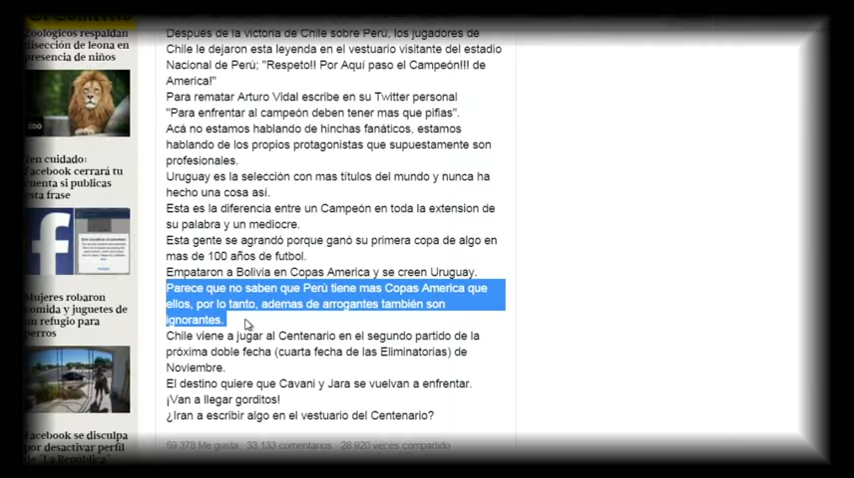 Zoológicos respaldan
disección de leona en
presencia de niños
Ten cuidado:
Facebook cerrará tu
cuenta si publicas
esta frase
Mujeres robaron
comida y juguetes de
un refugio para
perros
Facebook se disculpa
por desactivar perfil
de "La República"
Después de la victoria de Chile sobre Perú, los jugadores de
Chile le dejaron esta leyenda en el vestuario visitante del estadio
Nacional de Perú; "Respeto!! Por Aquí paso el Campeón!!! de
America!"
Para rematar Arturo Vidal escribe en su Twitter personal
"Para enfrentar al campeón deben tener mas que pifias".
Acá no estamos hablando de hinchas fanáticos, estamos
hablando de los propios protagonistas que supuestamente son
profesionales.
Uruguay es la selección con mas títulos del mundo y nunca ha
hecho una cosa así.
Esta es la diferencia entre un Campeón en toda la extension de
su palabra y un mediocre.
Esta gente se agrandó porque ganó su primera copa de algo en
mas de 100 años de futbol.
Empataron a Bolivia en Copas America y se creen Uruguay.
Parece que no saben que Perú tiene mas Copas America que
ellos, por lo tanto, ademas de arrogantes también son
ignorantes.
Chile viene a jugar al Centenario en el segundo partido de la
próxima doble fecha (cuarta fecha de las Eliminatorias) de
Noviembre.
El destino quiere que Cavani y Jara se vuelvan a enfrentar.
¡Van a llegar gorditos!
¿Iran a escribir algo en el vestuario del Centenario?
59 378 Me gusta 33 133 comentarios 28 920 veces compartido